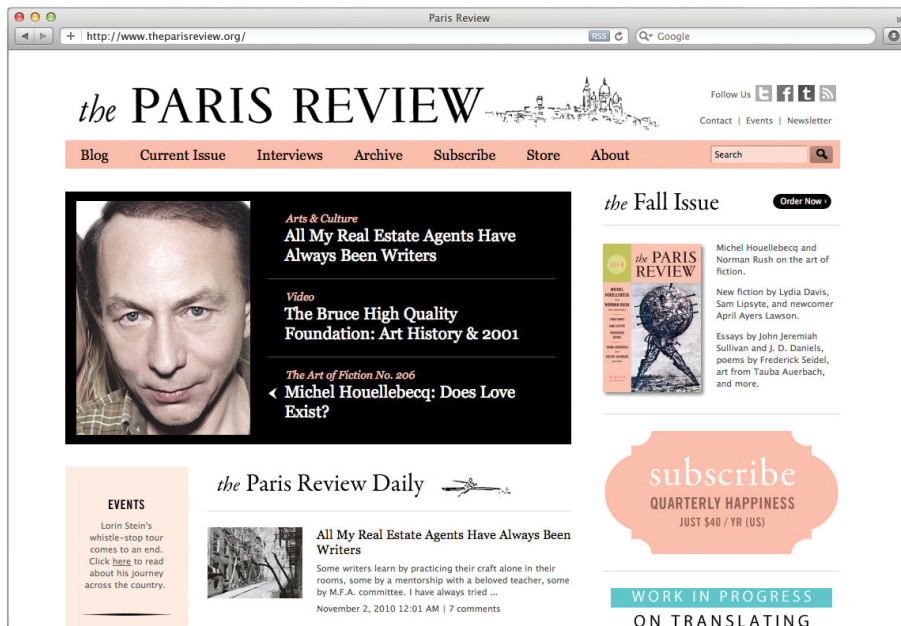 Paris Review
http://www.theparisreview.org/
RSS
Google
the PARIS REVIEW
Follow Us
Contact | Events | Newsletter
Blog Current Issue Interviews Archive Subscribe Store About
Search
Arts & Culture
All My Real Estate Agents Have
Always Been Writers
Video
The Bruce High Quality
Foundation: Art History & 2001
The Art of Fiction No. 206
Michel Houellebecq: Does Love
Exist?
the Fall Issue
Order Now ›
the PARIS
REVIEW
Michel Houellebecq and
Norman Rush on the art of
fiction.
New fiction by Lydia Davis,
Sam Lipsyte, and newcomer
April Ayers Lawson.
Essays by John Jeremiah
Sullivan and J. D. Daniels,
poems by Frederick Seidel,
art from Tauba Auerbach,
and more.
subscribe
QUARTERLY HAPPINESS
JUST $40 / YR (US)
EVENTS
Lorin Stein's
whistle-stop tour
comes to an end.
Click here to read
about his journey
across the country.
the Paris Review Daily
All My Real Estate Agents Have Always Been
Writers
Some writers learn by practicing their craft alone in their
rooms, some by a mentorship with a beloved teacher, some
by M.F.A. committee. I have always tried ...
November 2, 2010 12:01 AM | 7 comments
WORK IN PROGRESS
ON TRANSLATING